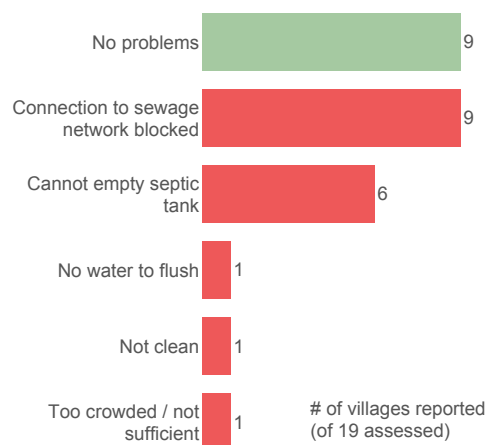 No problems
9
Connection to sewage
network blocked
9
Cannot empty septic
tank
6
No water to flush
1
Not clean
1
Too crowded / not
sufficient
1
# of villages reported
(of 19 assessed)